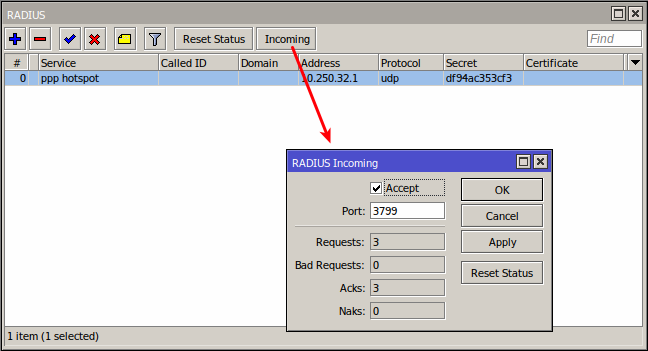 RADIUS
Reset Status Incoming Find
# Service Called ID Domain Address Protocol Secret Certificate
0 ppp hotspot 10.250.32.1 udp df94ac353cf3
RADIUS Incoming
Accept OK
Port: 3799 Cancel
Requests: 3 Apply
Bad Requests: 0 Reset Status
Acks: 3
Naks: 0
1 item (1 selected)